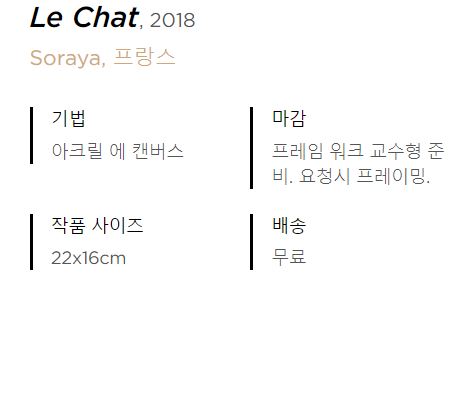 Le Chat, 2018
Soraya, 프랑스
기법
아크릴 에 캔버스
마감
프레임 워크 교수형 준
비. 요청시 프레이밍.
작품 사이즈
22x16cm
배송
무료